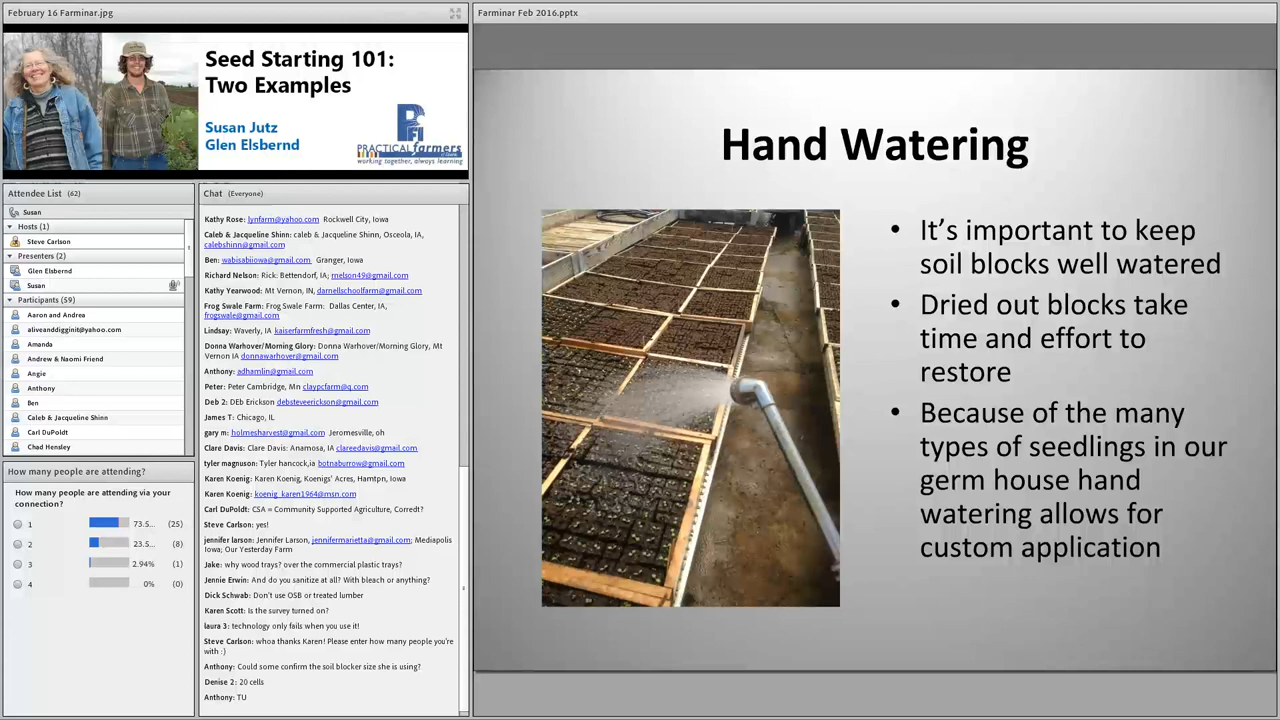 February 16 Farminar.jpg
Seed Starting 101:
Two Examples
Susan Jutz
Glen Elsbernd
PFI
PRACTICAL farmers
working together, always learning
Attendee List (62)
Susan
Hosts (1)
Steve Carlson
Presenters (2)
Glen Elsbernd
Susan
Participants (59)
Aaron and Andrea
aliveanddigginit@yahoo.com
Amanda
Andrew & Naomi Friend
Angie
Anthony
Ben
Caleb & Jacqueline Shinn
Carl DuPoldt
Chad Hensley
How many people are attending?
How many people are attending via your
connection?
1 73.5... (25)
2 23.5... (8)
3 2.94% (1)
4 0% (0)
Chat (Everyone)
Kathy Rose: lynfarm@yahoo.com Rockwell City, Iowa
Caleb & Jacqueline Shinn: caleb & Jacqueline Shinn, Osceola, IA,
calebshinn@gmail.com
Ben: wabisabiiowa@gmail.com Granger, Iowa
Richard Nelson: Rick: Bettendorf, IA; rnelson49@gmail.com
Kathy Yearwood: Mt Vernon, IN, darnellschoolfarm@gmail.com
Frog Swale Farm: Frog Swale Farm: Dallas Center, IA,
frogswale@gmail.com
Lindsay: Waverly, IA kaiserfarmfresh@gmail.com
Donna Warhover/Morning Glory: Donna Warhover/Morning Glory, Mt
Vernon IA donnawarhover@gmail.com
Anthony: adhamlin@gmail.com
Peter: Peter Cambridge, Mn claypcfarm@q.com
Deb 2: DEb Erickson debsteveerickson@gmail.com
James T: Chicago, IL
gary m: holmesharvest@gmail.com Jeromesville, oh
Clare Davis: Clare Davis: Anamosa, IA clareedavis@gmail.com
tyler magnuson: Tyler hancock,ia botnaburrow@gmail.com
Karen Koenig: Karen Koenig, Koenigs' Acres, Hamtpn, Iowa
Karen Koenig: koenig_karen1964@msn.com
Carl DuPoldt: CSA = Community Supported Agriculture, Corredt?
Steve Carlson: yes!
jennifer larson: Jennifer Larson, jennifermarietta@gmail.com; Mediapolis
Iowa; Our Yesterday Farm
Jake: why wood trays? over the commercial plastic trays?
Jennie Erwin: And do you sanitize at all? With bleach or anything?
Dick Schwab: Don't use OSB or treated lumber
Karen Scott: Is the survey turned on?
laura 3: technology only fails when you use it!
Steve Carlson: whoa thanks Karen! Please enter how many people you're
with :)
Anthony: Could some confirm the soil blocker size she is using?
Denise 2: 20 cells
Anthony: TU
Farminar Feb 2016.pptx
Hand Watering
• It's important to keep
soil blocks well watered
• Dried out blocks take
time and effort to
restore
• Because of the many
types of seedlings in our
germ house hand
watering allows for
custom application